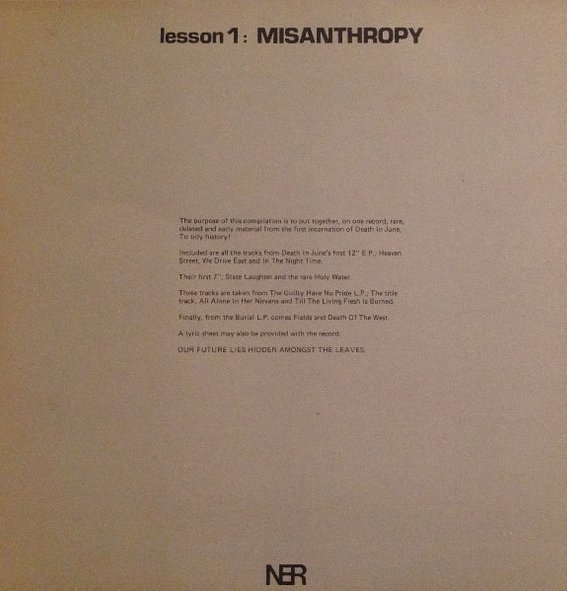 lesson 1: MISANTHROPY
The purpose of this compilation is to put together, on one record, rare,
deleted and early material from the first incarnation of Death In June,
To tidy history!
Included are all the tracks from Death In June's first 12" E.P.; Heaven
Street, We Drive East and In The Night Time.
Their first 7"; State Laughter and the rare Holy Water.
Three tracks are taken from The Guilty Have No Pride L.P.; The title
track, All Alone In Her Nirvana and Till The Living Flesh Is Burned.
Finally, from the Burial L.P. comes Fields and Death Of The West
A lyric sheet may also be provided with the record.
OUR FUTURE LIES HIDDEN AMONGST THE LEAVES.
NER